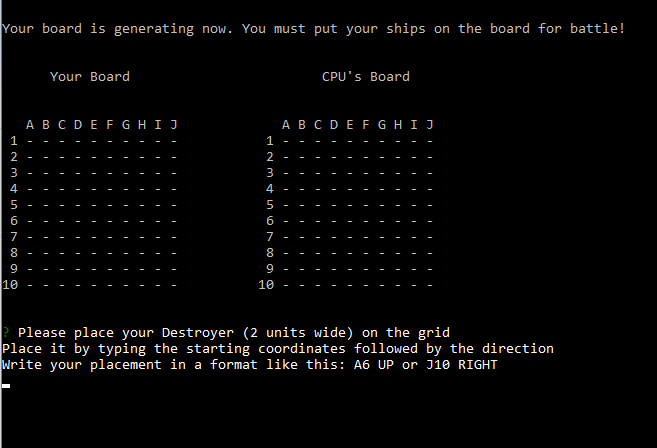 Your board is generating now. You must put your ships on the board for battle!
Your Board CPU's Board
A B C D E F G H I J A B C D E F G H I J
1 - - - - - - - - - - 1 - - - - - - - - - -
2 - - - - - - - - - - 2 - - - - - - - - - -
3 - - - - - - - - - - 3 - - - - - - - - - -
4 - - - - - - - - - - 4 - - - - - - - - - -
5 - - - - - - - - - - 5 - - - - - - - - - -
6 - - - - - - - - - - 6 - - - - - - - - - -
7 - - - - - - - - - - 7 - - - - - - - - - -
8 - - - - - - - - - - 8 - - - - - - - - - -
9 - - - - - - - - - - 9 - - - - - - - - - -
10 - - - - - - - - - - 10 - - - - - - - - - -
? Please place your Destroyer (2 units wide) on the grid
Place it by typing the starting coordinates followed by the direction
Write your placement in a format like this: A6 UP or J10 RIGHT